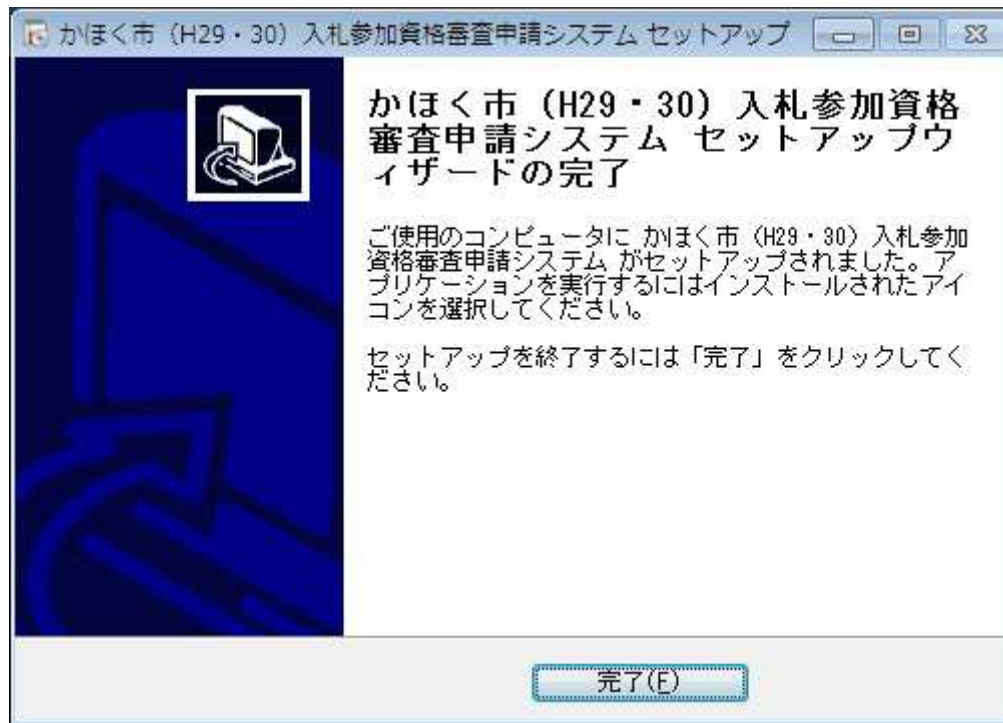 かほく市（H29・30）入札参加資格審査申請システム セットアップ
かほく市（H29・30）入札参加資格
審査申請システム セットアップウ
ィザードの完了
ご使用のコンピュータに かほく市（H29・30）入札参加
資格審査申請システム がセットアップされました。ア
プリケーションを実行するにはインストールされたアイ
コンを選択してください。
セットアップを終了するには「完了」をクリックしてく
ださい。
完了(F)